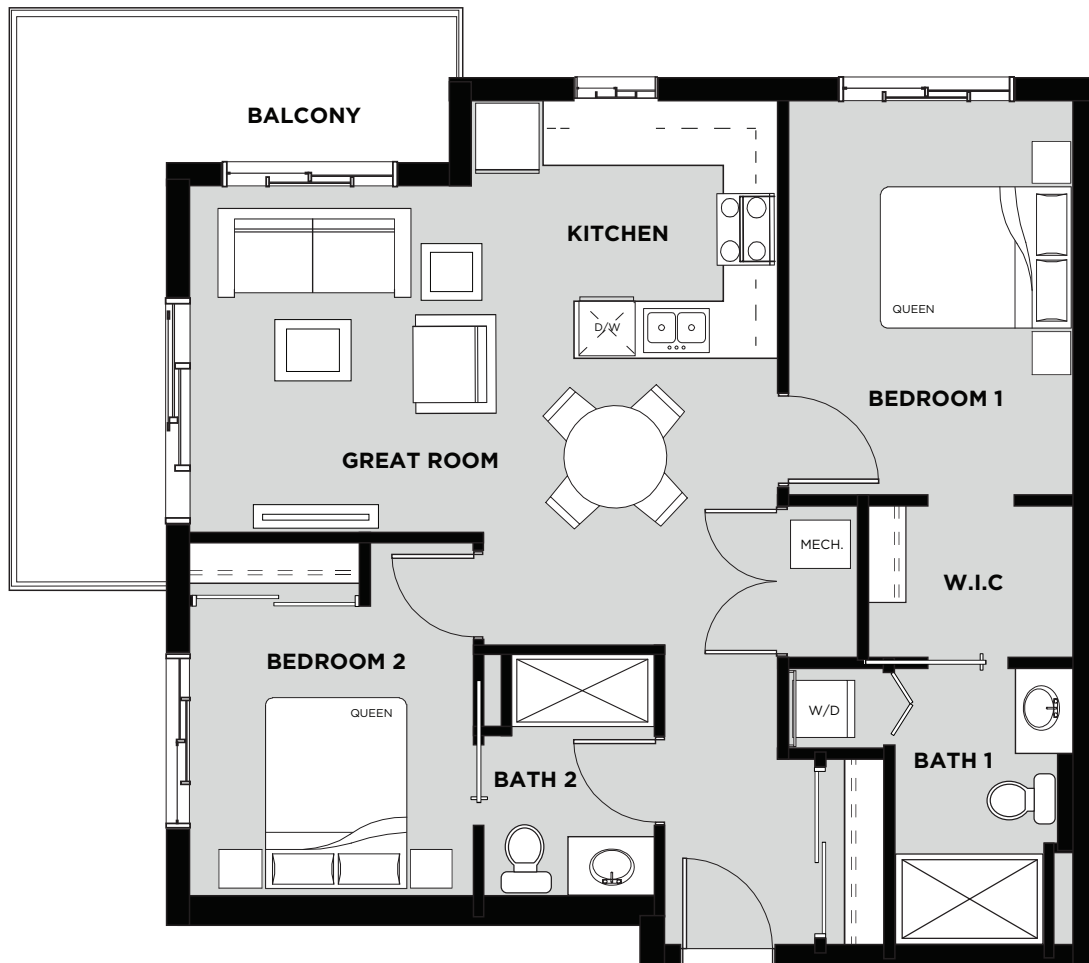 BALCONY
KITCHEN
D/W
QUEEN
BEDROOM 1
GREAT ROOM
MECH.
W.I.C
BEDROOM 2
QUEEN
W/D
BATH 1
BATH 2